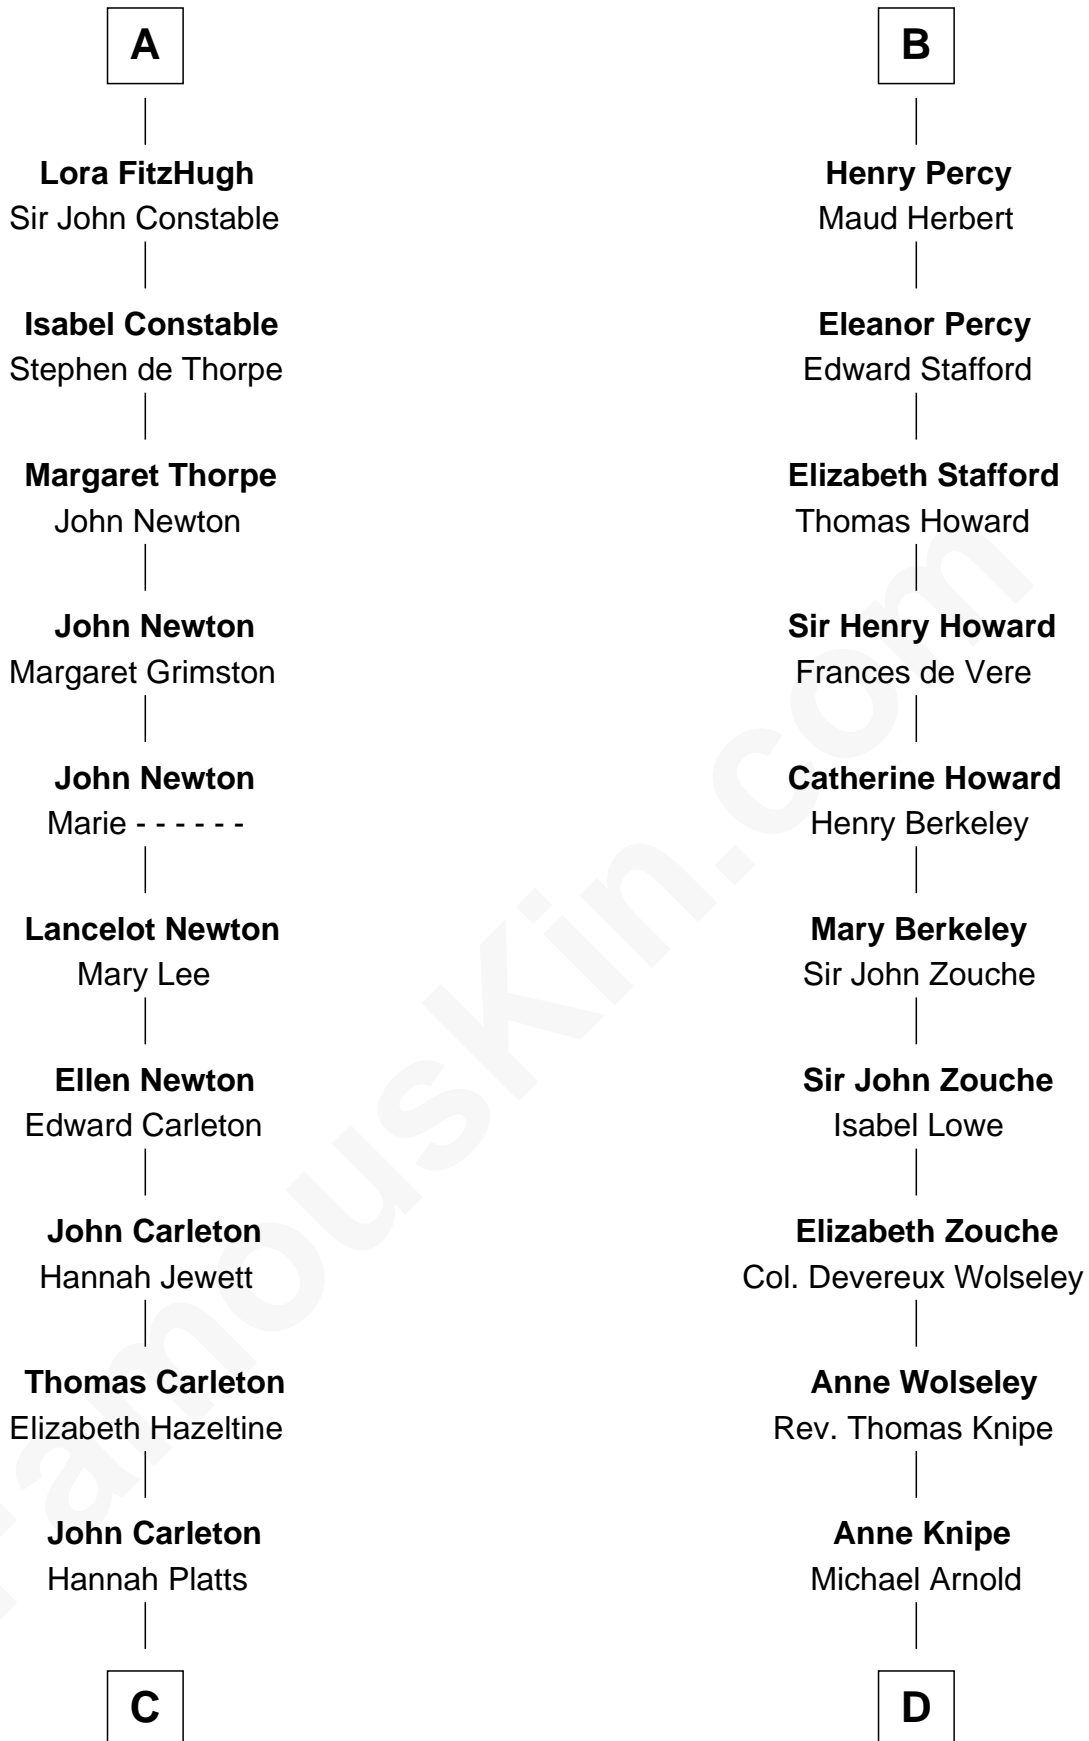 A
Lora FitzHugh
Sir John Constable
Isabel Constable
Stephen de Thorpe
Margaret Thorpe
John Newton
John Newton
Margaret Grimston
John Newton
Marie - - - - - -
Lancelot Newton
Mary Lee
Ellen Newton
Edward Carleton
John Carleton
Hannah Jewett
Thomas Carleton
Elizabeth Hazeltine
John Carleton
Hannah Platts
C
B
Henry Percy
Maud Herbert
Eleanor Percy
Edward Stafford
Elizabeth Stafford
Thomas Howard
Sir Henry Howard
Frances de Vere
Catherine Howard
Henry Berkeley
Mary Berkeley
Sir John Zouche
Sir John Zouche
Isabel Lowe
Elizabeth Zouche
Col. Devereux Wolseley
Anne Wolseley
Rev. Thomas Knipe
Anne Knipe
Michael Arnold
D
FamousKin.com